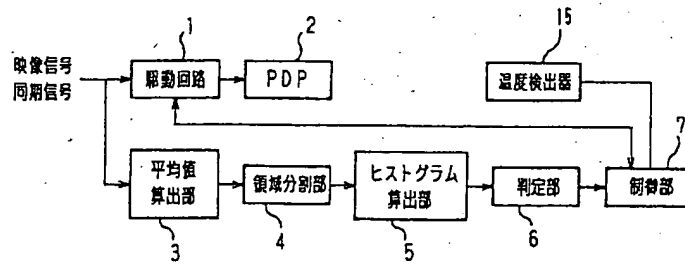 1
2
15
映像信号
同期信号
駆動回路
PDP
温度検出器
7
平均値
算出部
領域分割部
ヒストグラム
算出部
判定部
制御部
3
4
5
6